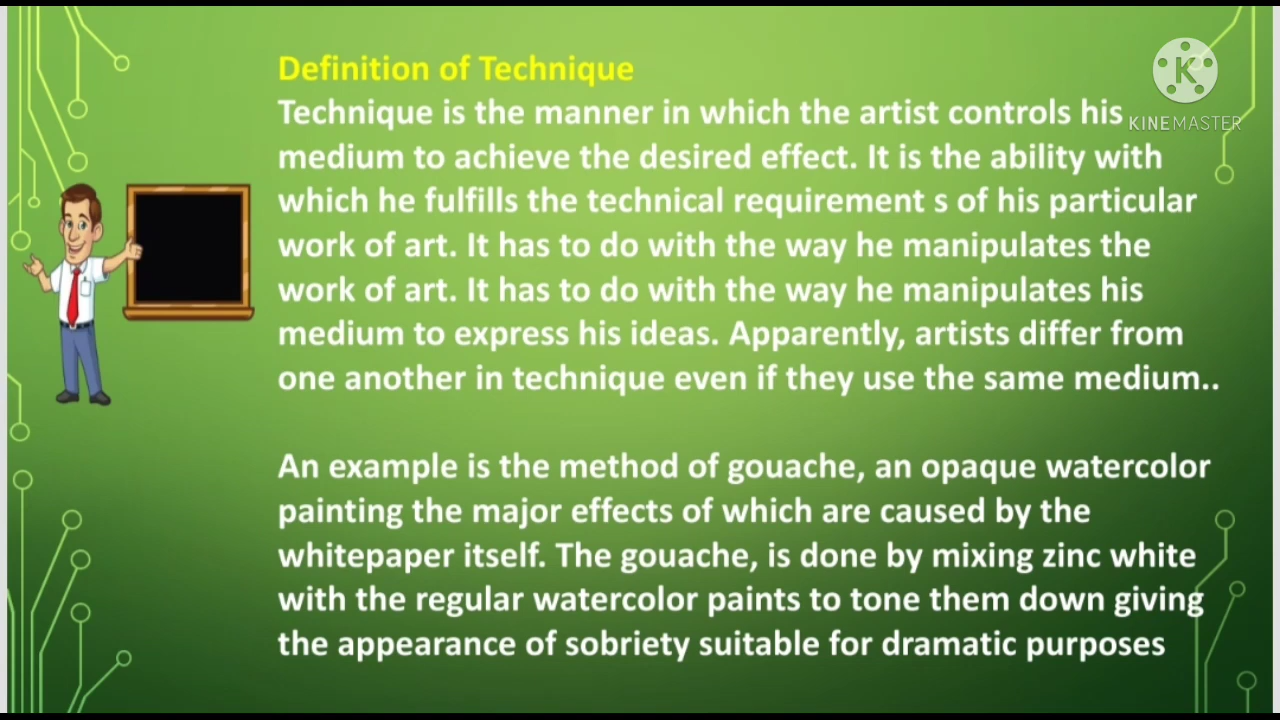 Definition of Technique
Technique is the manner in which the artist controls his
medium to achieve the desired effect. It is the ability with
which he fulfills the technical requirement s of his particular
work of art. It has to do with the way he manipulates the
work of art. It has to do with the way he manipulates his
medium to express his ideas. Apparently, artists differ from
one another in technique even if they use the same medium..
An example is the method of gouache, an opaque watercolor
painting the major effects of which are caused by the
whitepaper itself. The gouache, is done by mixing zinc white
with the regular watercolor paints to tone them down giving
the appearance of sobriety suitable for dramatic purposes
K
KINEMASTER